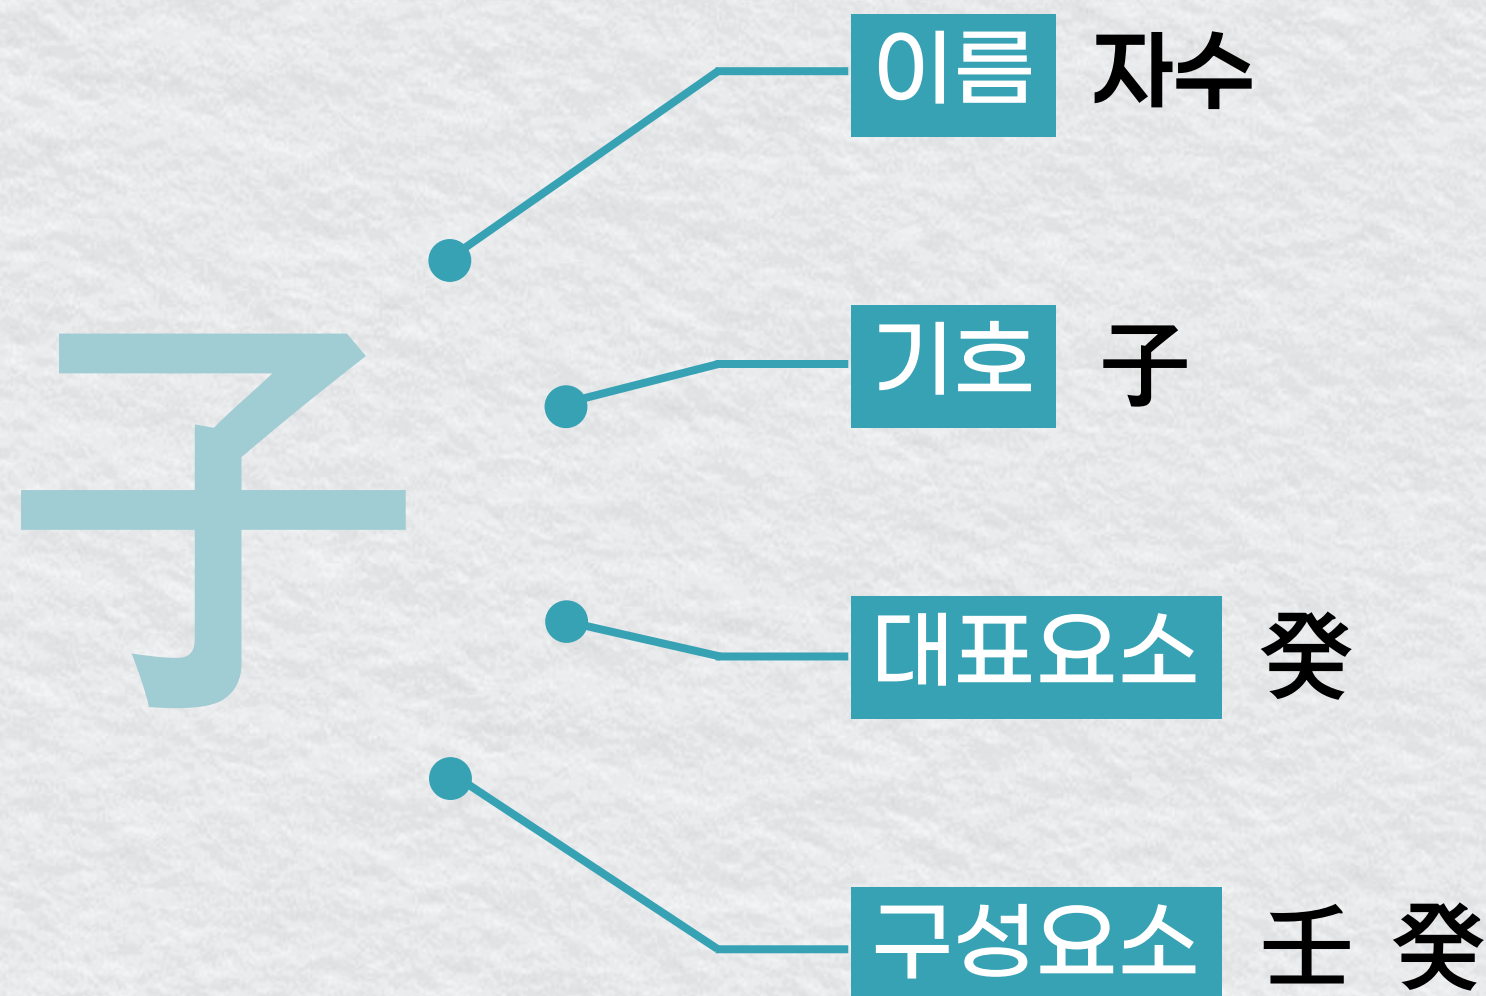 이름 자수
子
기호 子
대표요소 癸
구성요소 壬 癸